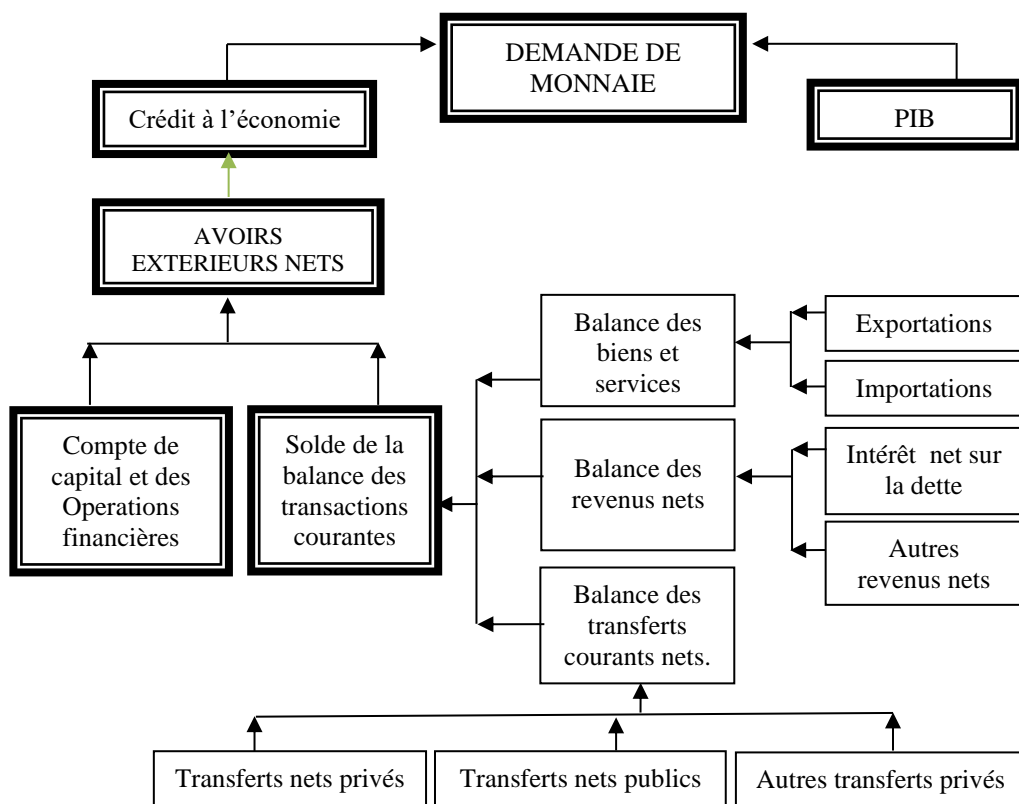 DEMANDE DE
MONNAIE
Crédit à l’économie
PIB
AVOIRS
EXTERIEURS NETS
Balance des
biens et
services
Exportations
Importations
Compte de
capital et des
Operations
financières
Solde de la
balance des
transactions
courantes
Balance des
revenus nets
Intérêt net sur
la dette
Autres
revenus nets
Balance des
transferts
courants nets.
Transferts nets privés
Transferts nets publics
Autres transferts privés